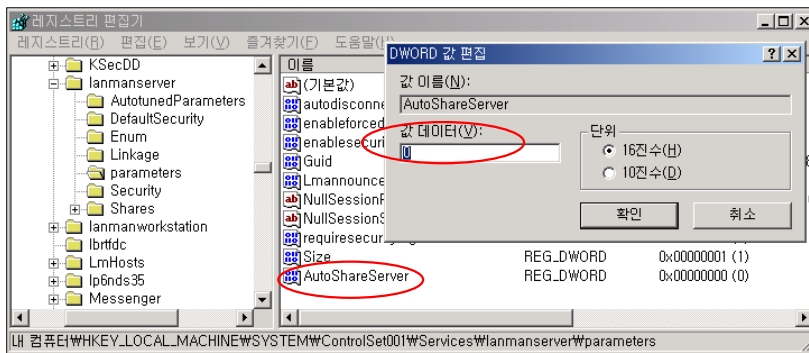 레지스트리 편집기
레지스트리(R) 편집(E) 보기(V) 즐겨찾기(F) 도움말(H)
KSecDD
lanmanserver
AutotunedParameters
DefaultSecurity
Enum
Linkage
parameters
Security
Shares
lanmanworkstation
lbrtfdc
LmHosts
lp6nds35
Messenger
이름
(기본값)
autodisconne
enableforced
enablesecuri
Guid
Lmannounce
NullSession
NullSession
Size REG_DWORD 0x00000001 (1)
AutoShareServer REG_DWORD 0x00000000 (0)
DWORD 값 편집
값 이름(N):
AutoShareServer
값 데이터(V):
0
단위
16진수(H)
10진수(D)
확인 취소
내 컴퓨터₩HKEY_LOCAL_MACHINE₩SYSTEM₩ControlSet001₩Services₩lanmanserver₩parameters